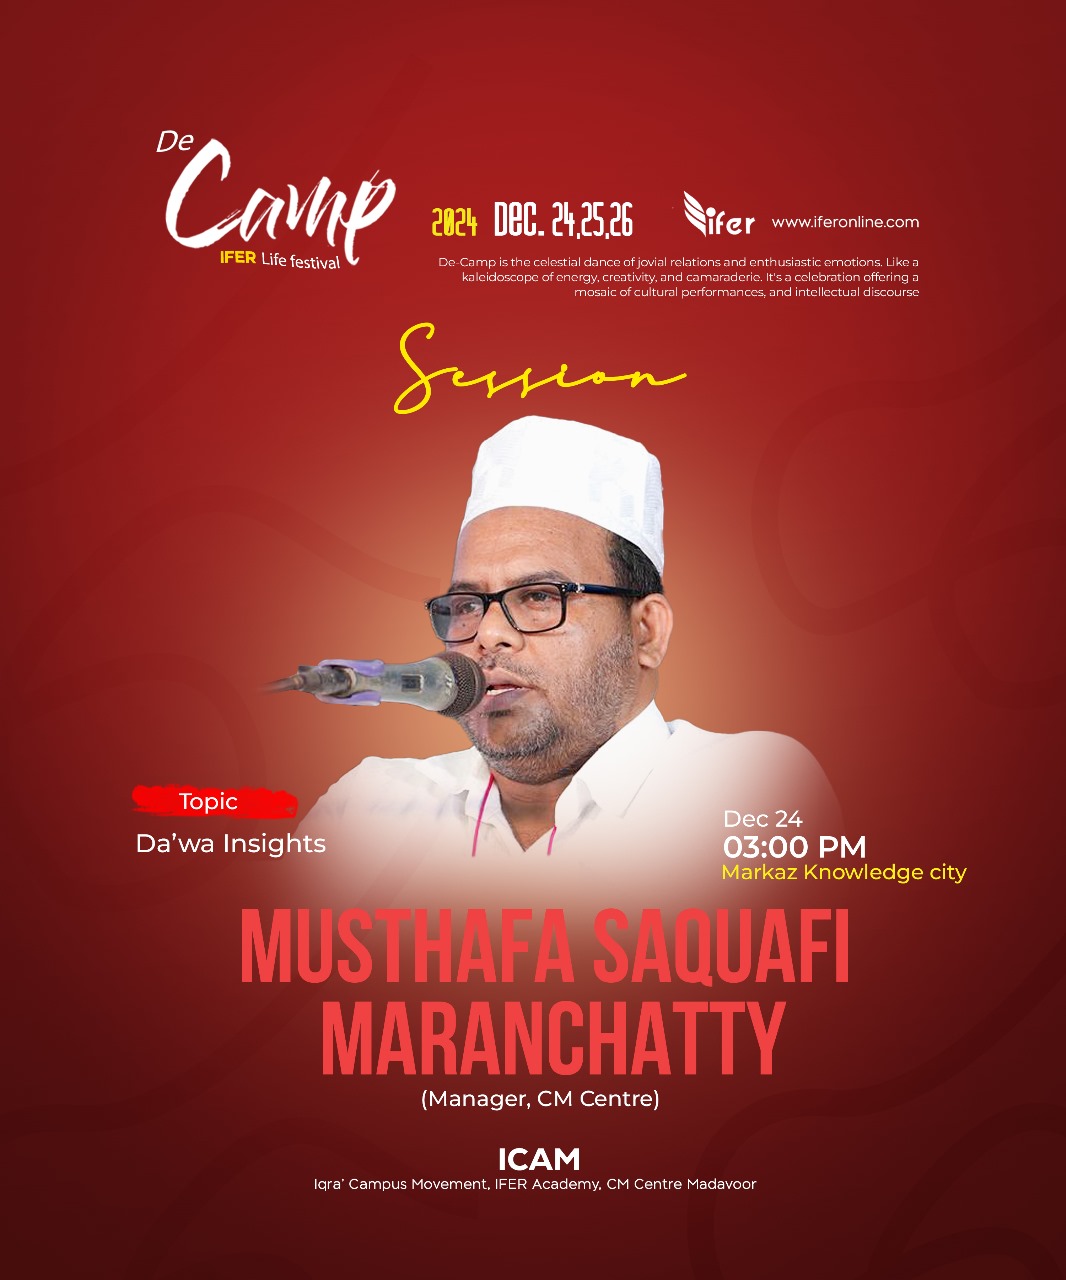 De
Camp
IFER Life festival
2024 Dec. 24,25,26
ifer
www.iferonline.com
De-Camp is the celestial dance of jovial relations and enthusiastic emotions. Like a
kaleidoscope of energy, creativity, and camaraderie. It's a celebration offering a
mosaic of cultural performances, and intellectual discourse
Session
Topic
Da'wa Insights
Dec 24
03:00 PM
Markaz Knowledge city
MUSTHAFA SAQUAFI
MARANCHATTY
(Manager, CM Centre)
ICAM
Iqra' Campus Movement, IFER Academy, CM Centre Madavoor